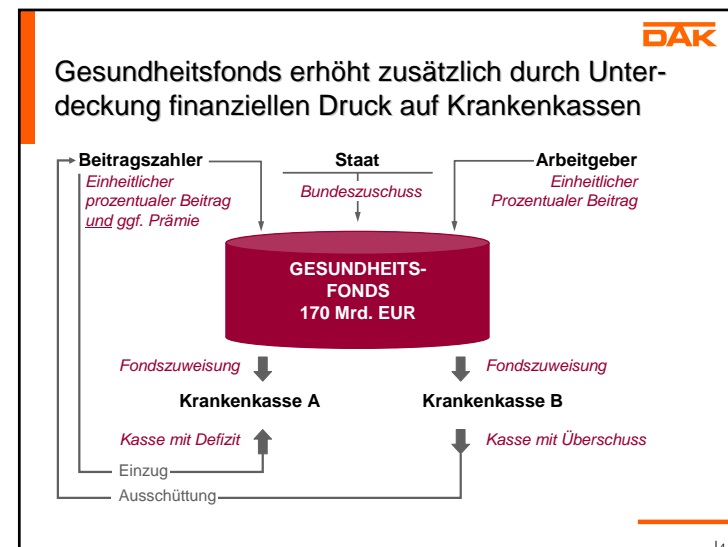 DAK
Gesundheitsfonds erhöht zusätzlich durch Unter-
deckung finanziellen Druck auf Krankenkassen
Beitragszahler
Staat
Arbeitgeber
Einheitlicher
prozentualer Beitrag
und ggf. Prämie
Bundeszuschuss
Einheitlicher
Prozentualer Beitrag
GESUNDHEITS-
FONDS
170 Mrd. EUR
Fondszuweisung
Fondszuweisung
Krankenkasse A
Krankenkasse B
Kasse mit Defizit
Kasse mit Überschuss
Einzug
Ausschüttung